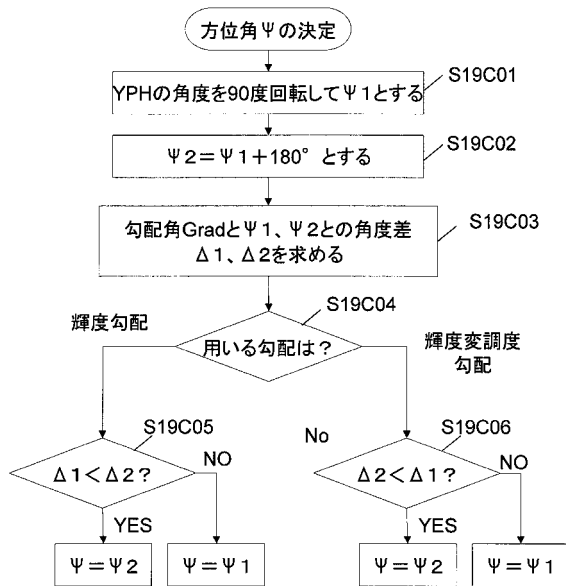 方位角Ψの決定
S19C01
YPHの角度を90度回転してΨ1とする
S19C02
Ψ2=Ψ1+180°とする
S19C03
勾配角GradとΨ1、Ψ2との角度差
Δ1、Δ2を求める
S19C04
輝度勾配
用いる勾配は?
輝度変調度
勾配
S19C05
Δ1<Δ2?
NO
YES
Ψ=Ψ2
Ψ=Ψ1
No
S19C06
Δ2<Δ1?
NO
YES
Ψ=Ψ2
Ψ=Ψ1